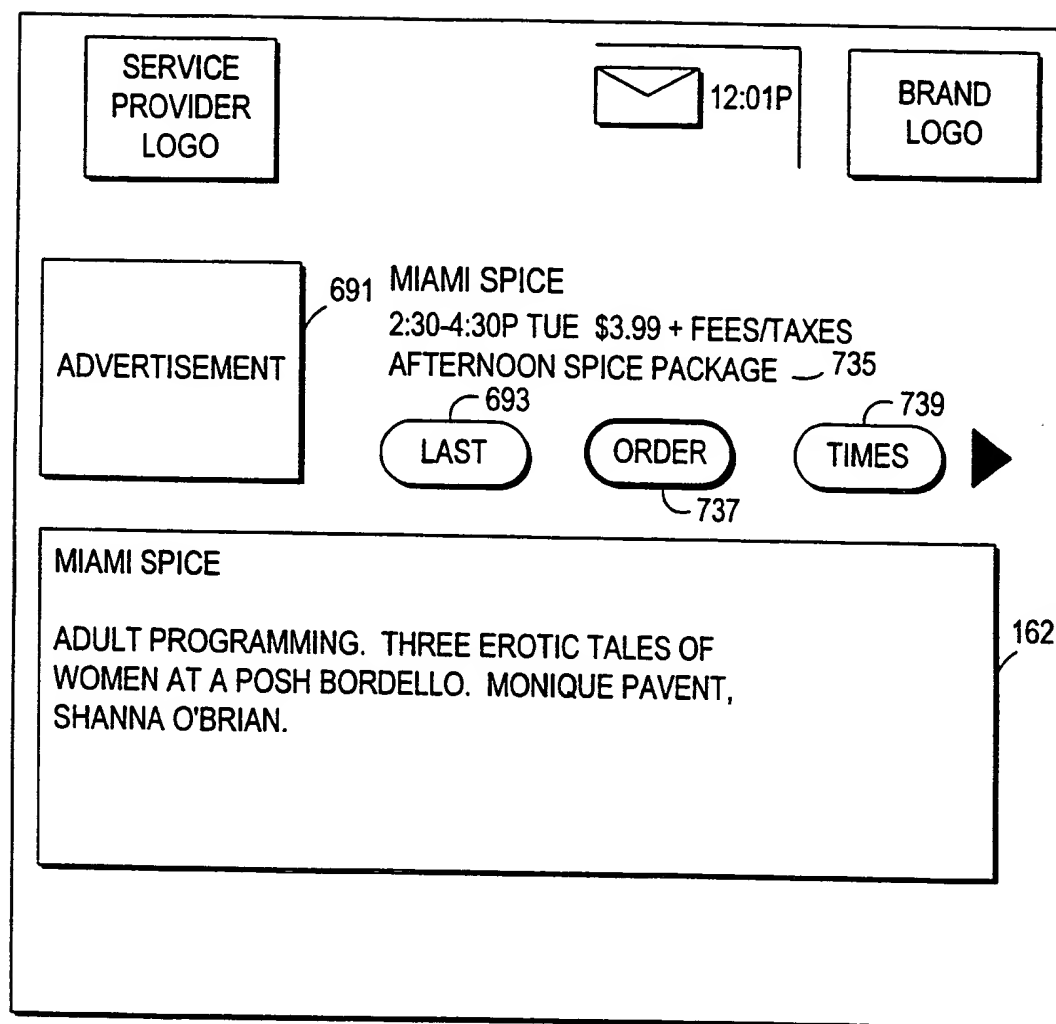 SERVICE
PROVIDER
LOGO
12:01P
BRAND
LOGO
ADVERTISEMENT
691
MIAMI SPICE
2:30-4:30P TUE $3.99 + FEES/TAXES
AFTERNOON SPICE PACKAGE
735
693
739
LAST
ORDER
TIMES
737
MIAMI SPICE
ADULT PROGRAMMING. THREE EROTIC TALES OF
WOMEN AT A POSH BORDELLO. MONIQUE PAVENT,
SHANNA O'BRIAN.
162